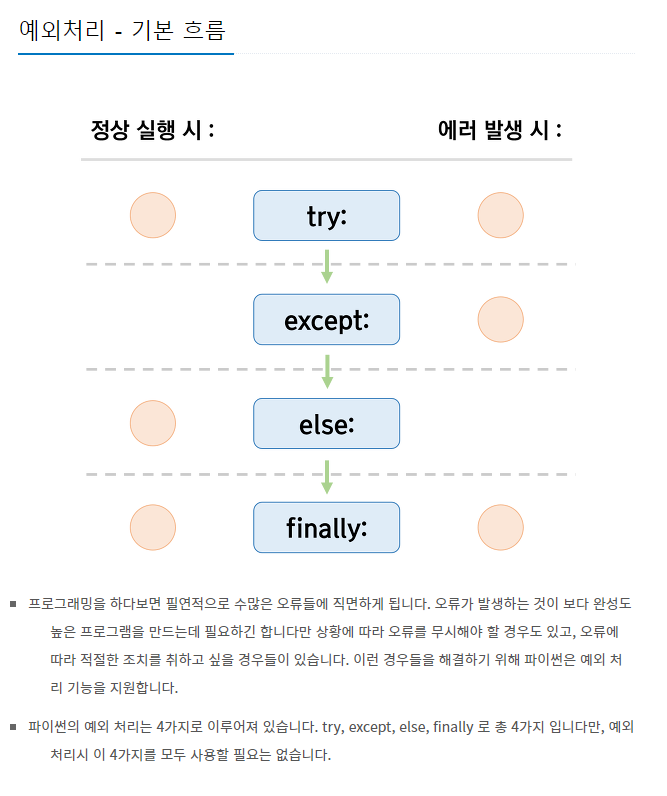 예외처리 - 기본 흐름
정상 실행 시 :
에러 발생 시 :
try:
except:
else:
finally:
프로그래밍을 하다보면 필연적으로 수많은 오류들에 직면하게 됩니다. 오류가 발생하는 것이 보다 완성도
높은 프로그램을 만드는데 필요하긴 합니다만 상황에 따라 오류를 무시해야 할 경우도 있고, 오류에
따라 적절한 조치를 취하고 싶을 경우들이 있습니다. 이런 경우들을 해결하기 위해 파이썬은 예외 처
리 기능을 지원합니다.
파이썬의 예외 처리는 4가지로 이루어져 있습니다. try, except, else, finally 로 총 4가지 입니다만, 예외
처리시 이 4가지를 모두 사용할 필요는 없습니다.